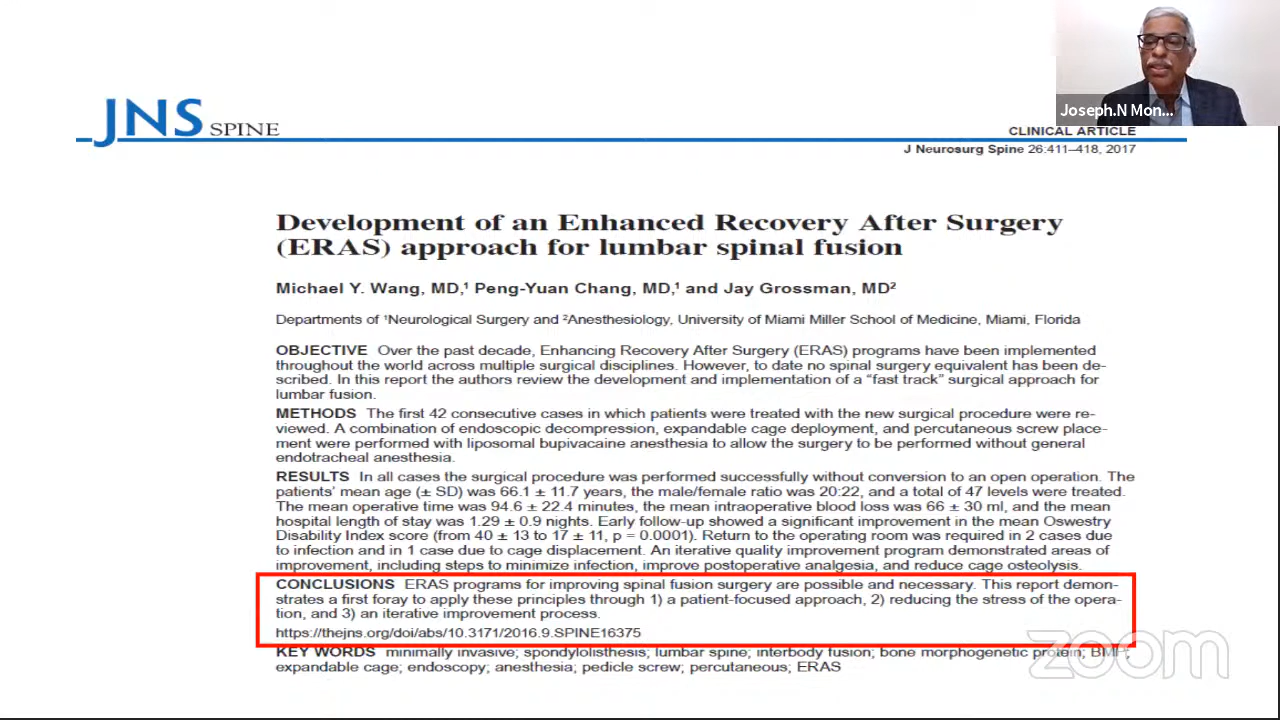 Joseph.N Mon...
JNS SPINE
CLINICAL ARTICLE
J Neurosurg Spine 26:411–418, 2017
Development of an Enhanced Recovery After Surgery
(ERAS) approach for lumbar spinal fusion
Michael Y. Wang, MD,¹ Peng-Yuan Chang, MD,¹ and Jay Grossman, MD²
Departments of ¹Neurological Surgery and ²Anesthesiology, University of Miami Miller School of Medicine, Miami, Florida
OBJECTIVE Over the past decade, Enhancing Recovery After Surgery (ERAS) programs have been implemented
throughout the world across multiple surgical disciplines. However, to date no spinal surgery equivalent has been de-
scribed. In this report the authors review the development and implementation of a “fast track” surgical approach for
lumbar fusion.
METHODS The first 42 consecutive cases in which patients were treated with the new surgical procedure were re-
viewed. A combination of endoscopic decompression, expandable cage deployment, and percutaneous screw place-
ment were performed with liposomal bupivacaine anesthesia to allow the surgery to be performed without general
endotracheal anesthesia.
RESULTS In all cases the surgical procedure was performed successfully without conversion to an open operation. The
patients’ mean age (± SD) was 66.1 ± 11.7 years, the male/female ratio was 20:22, and a total of 47 levels were treated.
The mean operative time was 94.6 ± 22.4 minutes, the mean intraoperative blood loss was 66 ± 30 ml, and the mean
hospital length of stay was 1.29 ± 0.9 nights. Early follow-up showed a significant improvement in the mean Oswestry
Disability Index score (from 40 ± 13 to 17 ± 11, p = 0.0001). Return to the operating room was required in 2 cases due
to infection and in 1 case due to cage displacement. An iterative quality improvement program demonstrated areas of
improvement, including steps to minimize infection, improve postoperative analgesia, and reduce cage osteolysis.
CONCLUSIONS ERAS programs for improving spinal fusion surgery are possible and necessary. This report demon-
strates a first foray to apply these principles through 1) a patient-focused approach, 2) reducing the stress of the opera-
tion, and 3) an iterative improvement process.
https://thejns.org/doi/abs/10.3171/2016.9.SPINE16375
KEY WORDS minimally invasive; spondylolisthesis; lumbar spine; interbody fusion; bone morphogenetic protein; BMP;
expandable cage; endoscopy; anesthesia; pedicle screw; percutaneous; ERAS
zoom